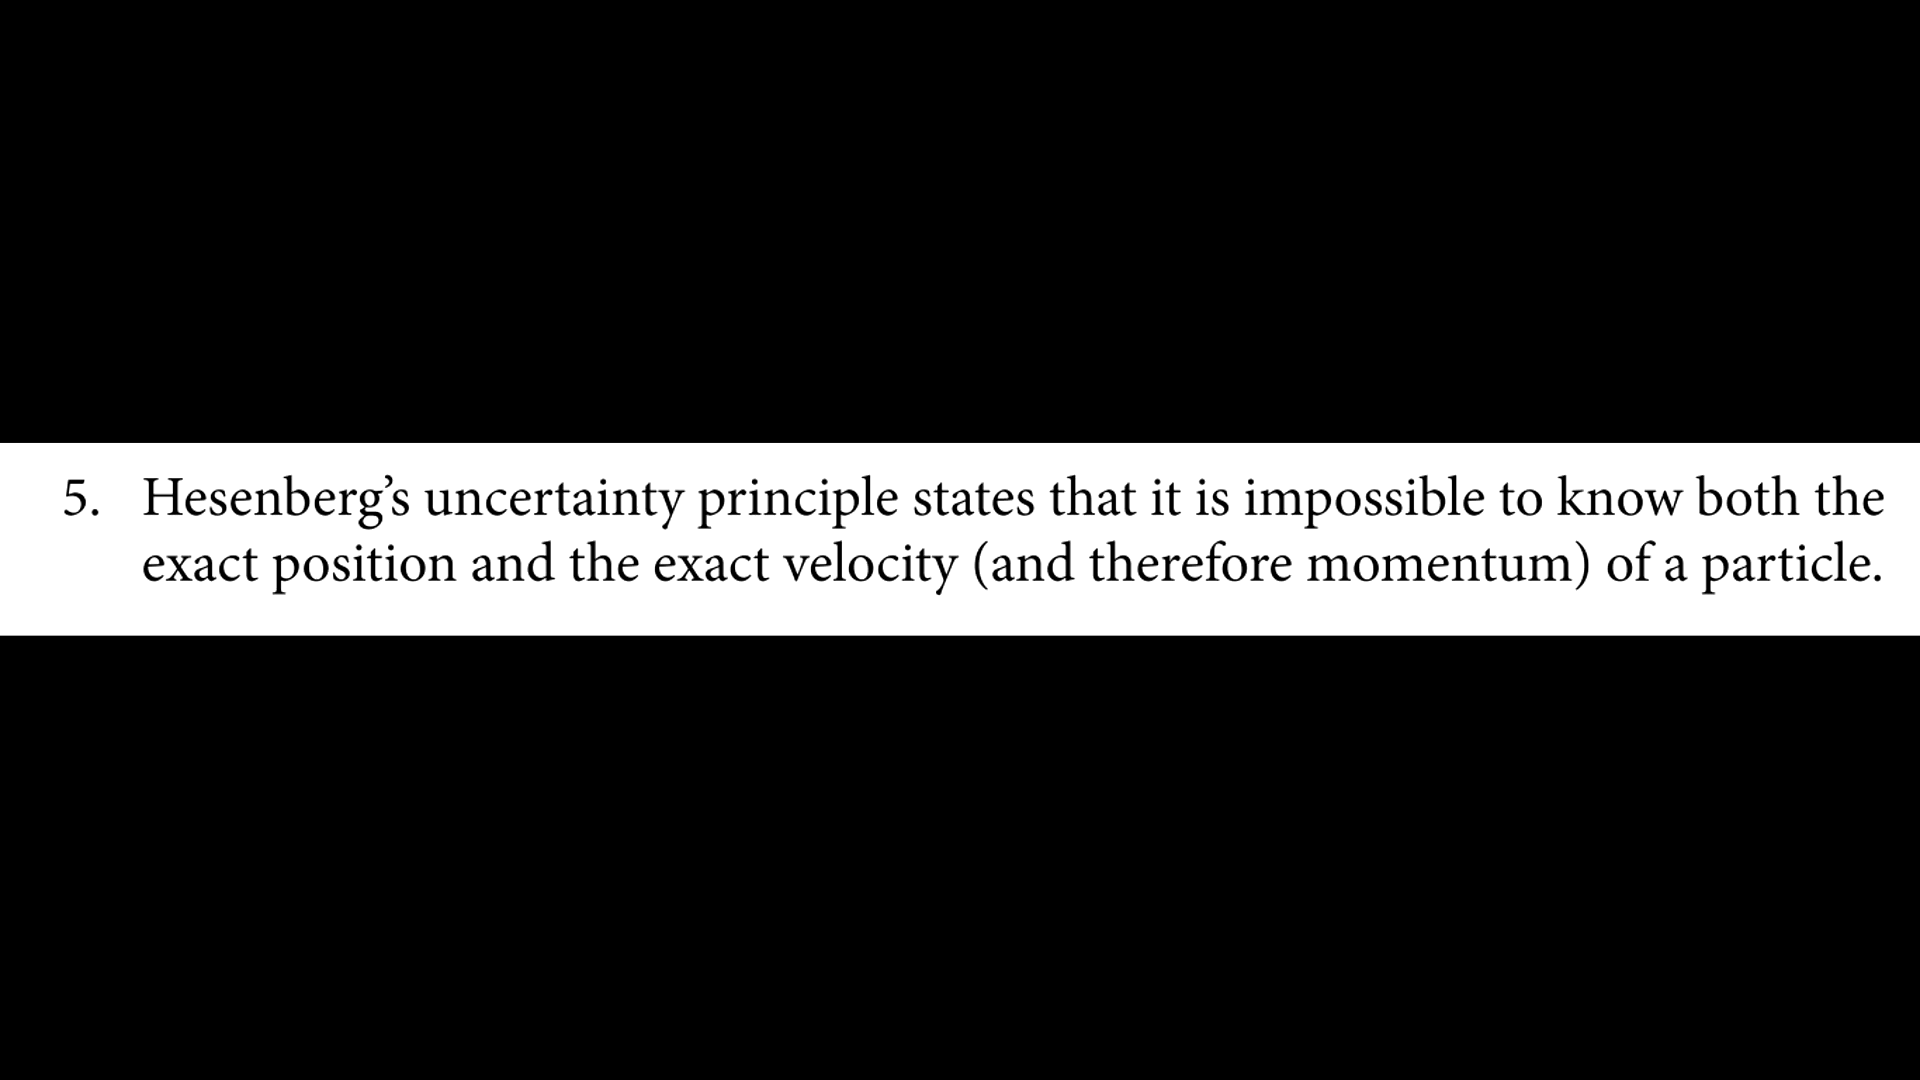 5. Hesenberg’s uncertainty principle states that it is impossible to know both the
exact position and the exact velocity (and therefore momentum) of a particle.